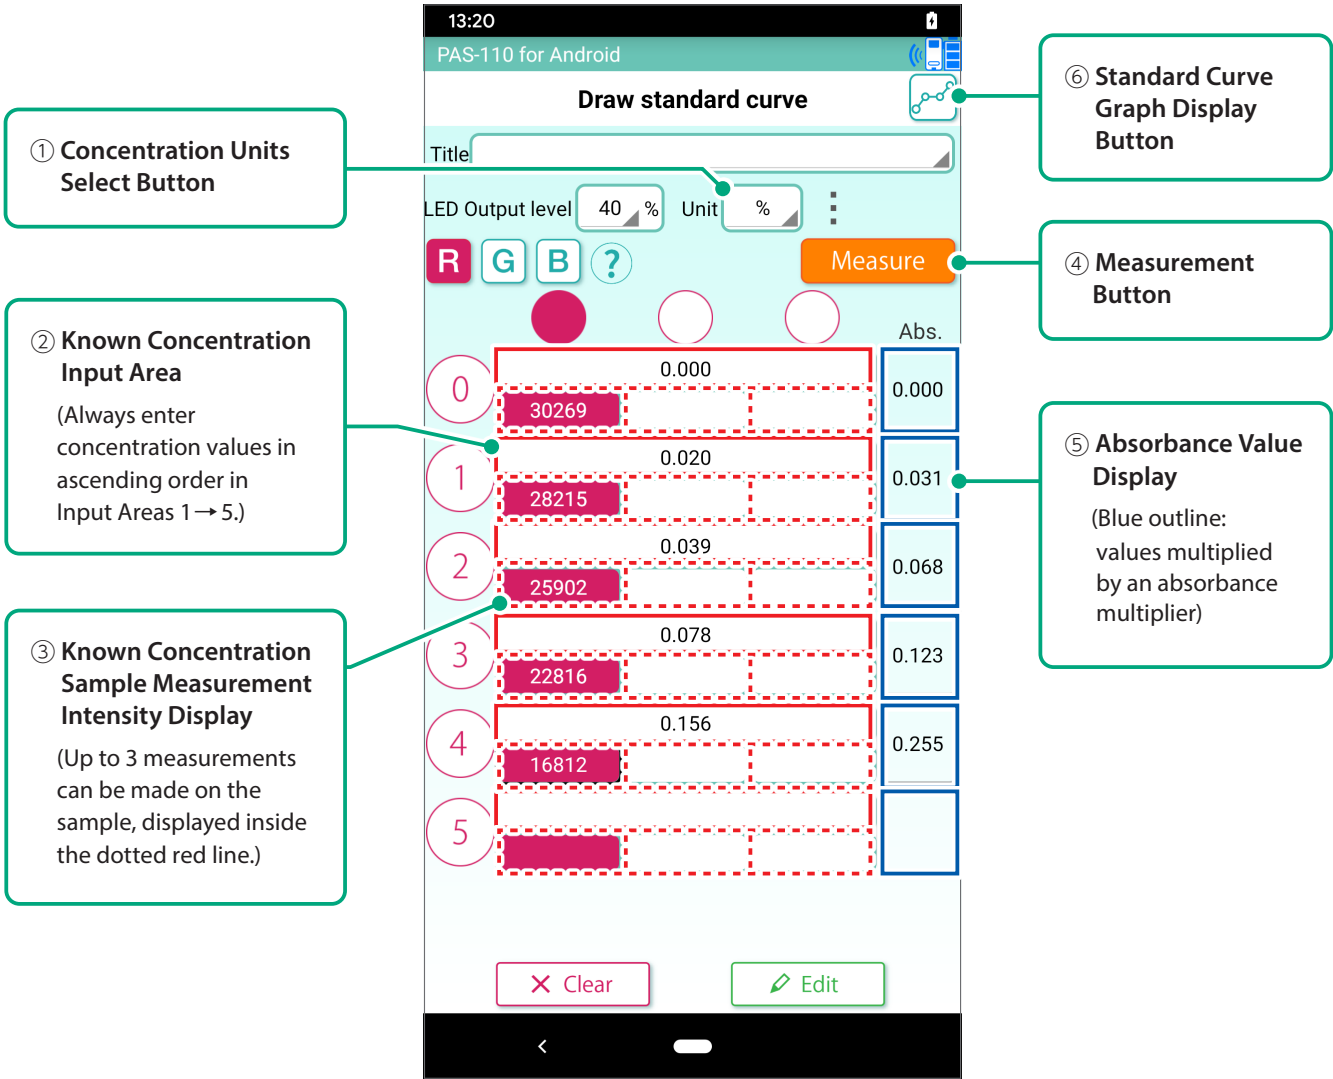 13:20
PAS-110 for Android
Draw standard curve
Title
LED Output level 40 % Unit %
R G B ? Measure
Abs.
0 0.000 0.000
30269
1 0.020 0.031
28215
2 0.039 0.068
25902
3 0.078 0.123
22816
4 0.156 0.255
16812
5
× Clear Edit
① Concentration Units
Select Button
② Known Concentration
Input Area
(Always enter
concentration values in
ascending order in
Input Areas 1→5.)
③ Known Concentration
Sample Measurement
Intensity Display
(Up to 3 measurements
can be made on the
sample, displayed inside
the dotted red line.)
⑥ Standard Curve
Graph Display
Button
④ Measurement
Button
⑤ Absorbance Value
Display
(Blue outline:
values multiplied
by an absorbance
multiplier)